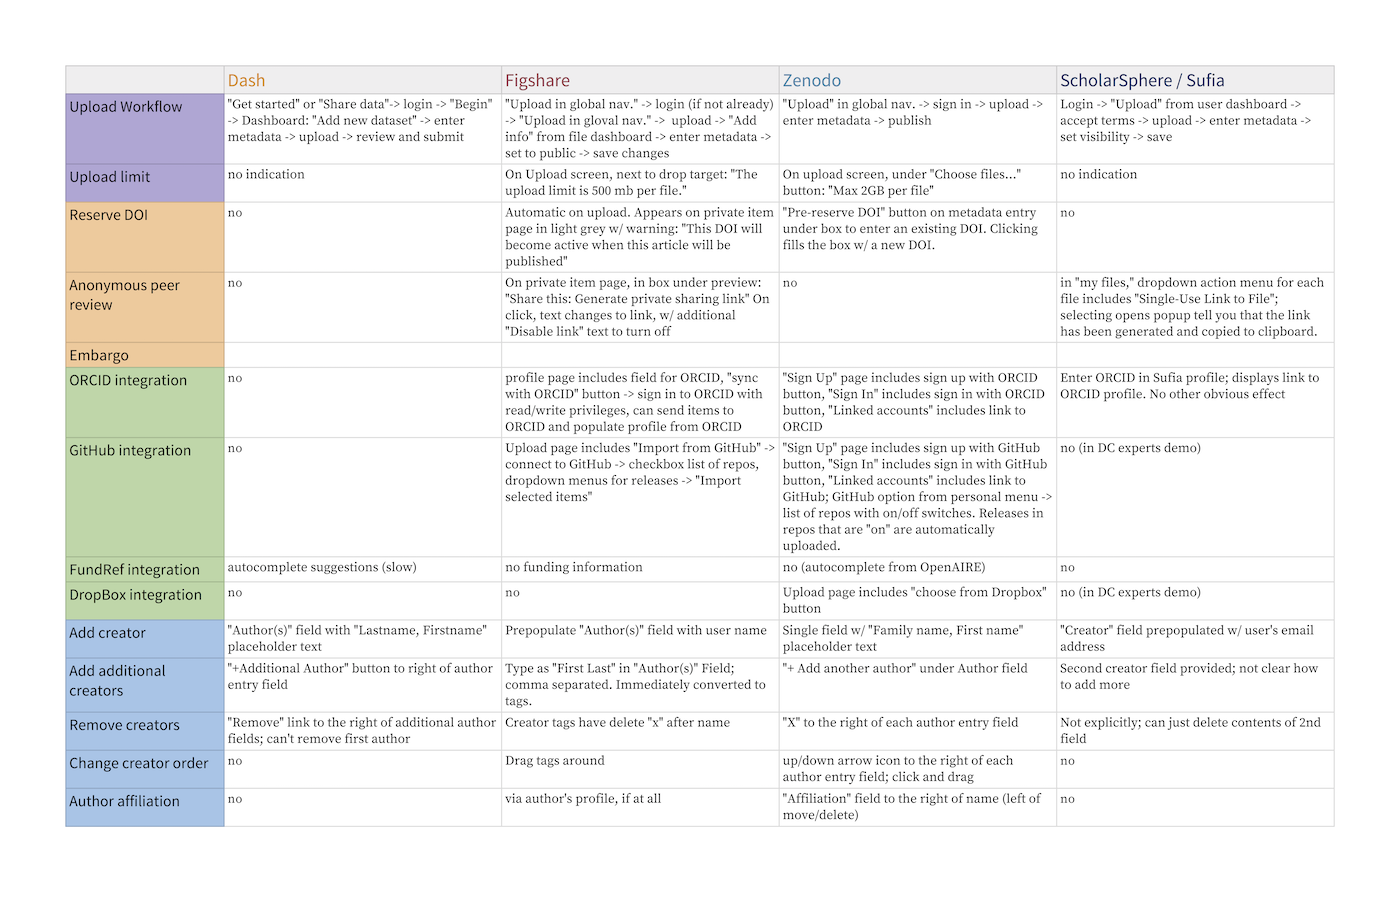 Dash Figshare Zenodo ScholarSphere / Sufia
Upload Workflow
"Get started" or "Share data"-> login -> "Begin"
-> Dashboard: "Add new dataset" -> enter
metadata -> upload -> review and submit
"Upload in global nav." -> login (if not already)
-> "Upload in gloval nav." -> upload -> "Add
info" from file dashboard -> enter metadata ->
set to public -> save changes
"Upload" in global nav. -> sign in -> upload ->
enter metadata -> publish
Login -> "Upload" from user dashboard ->
accept terms -> upload -> enter metadata ->
set visibility -> save
Upload limit
no indication
On Upload screen, next to drop target: "The
upload limit is 500 mb per file."
On upload screen, under "Choose files..."
button: "Max 2GB per file"
no indication
Reserve DOI
no
Automatic on upload. Appears on private item
page in light grey w/ warning: "This DOI will
become active when this article will be
published"
"Pre-reserve DOI" button on metadata entry
under box to enter an existing DOI. Clicking
fills the box w/ a new DOI.
no
Anonymous peer
review
no
On private item page, in box under preview:
"Share this: Generate private sharing link" On
click, text changes to link, w/ additional
"Disable link" text to turn off
no
in "my files," dropdown action menu for each
file includes "Single-Use Link to File";
selecting opens popup tell you that the link
has been generated and copied to clipboard.
Embargo
ORCID integration
no
profile page includes field for ORCID, "sync
with ORCID" button -> sign in to ORCID with
read/write privileges, can send items to
ORCID and populate profile from ORCID
"Sign Up" page includes sign up with ORCID
button, "Sign In" includes sign in with ORCID
button, "Linked accounts" includes link to
ORCID
Enter ORCID in Sufia profile; displays link to
ORCID profile. No other obvious effect
GitHub integration
no
Upload page includes "Import from GitHub" ->
connect to GitHub -> checkbox list of repos,
dropdown menus for releases -> "Import
selected items"
"Sign Up" page includes sign up with GitHub
button, "Sign In" includes sign in with GitHub
button, "Linked accounts" includes link to
GitHub; GitHub option from personal menu ->
list of repos with on/off switches. Releases in
repos that are "on" are automatically
uploaded.
no (in DC experts demo)
FundRef integration
autocomplete suggestions (slow)
no funding information
no (autocomplete from OpenAIRE)
no
DropBox integration
no
no
Upload page includes "choose from Dropbox"
button
no (in DC experts demo)
Add creator
"Author(s)" field with "Lastname, Firstname"
placeholder text
Prepopulate "Author(s)" field with user name
Single field w/ "Family name, First name"
placeholder text
"Creator" field prepopulated w/ user's email
address
Add additional
creators
"+Additional Author" button to right of author
entry field
Type as "First Last" in "Author(s)" Field;
comma separated. Immediately converted to
tags.
"+ Add another author" under Author field
Second creator field provided; not clear how
to add more
Remove creators
"Remove" link to the right of additional author
fields; can't remove first author
Creator tags have delete "x" after name
"X" to the right of each author entry field
Not explicitly; can just delete contents of 2nd
field
Change creator order
no
Drag tags around
up/down arrow icon to the right of each
author entry field; click and drag
no
Author affiliation
no
via author's profile, if at all
"Affiliation" field to the right of name (left of
move/delete)
no